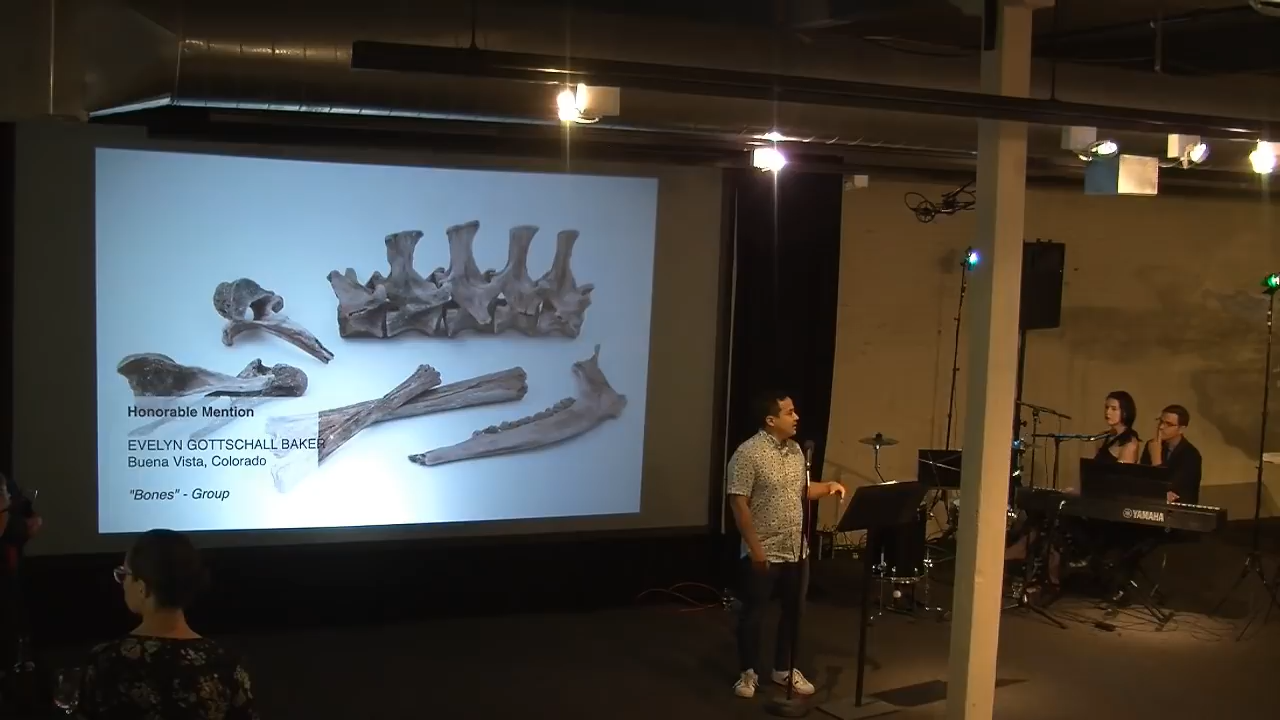 Honorable Mention
EVELYN GOTTSCHALL BAKER
Buena Vista, Colorado
"Bones" - Group
YAMAHA